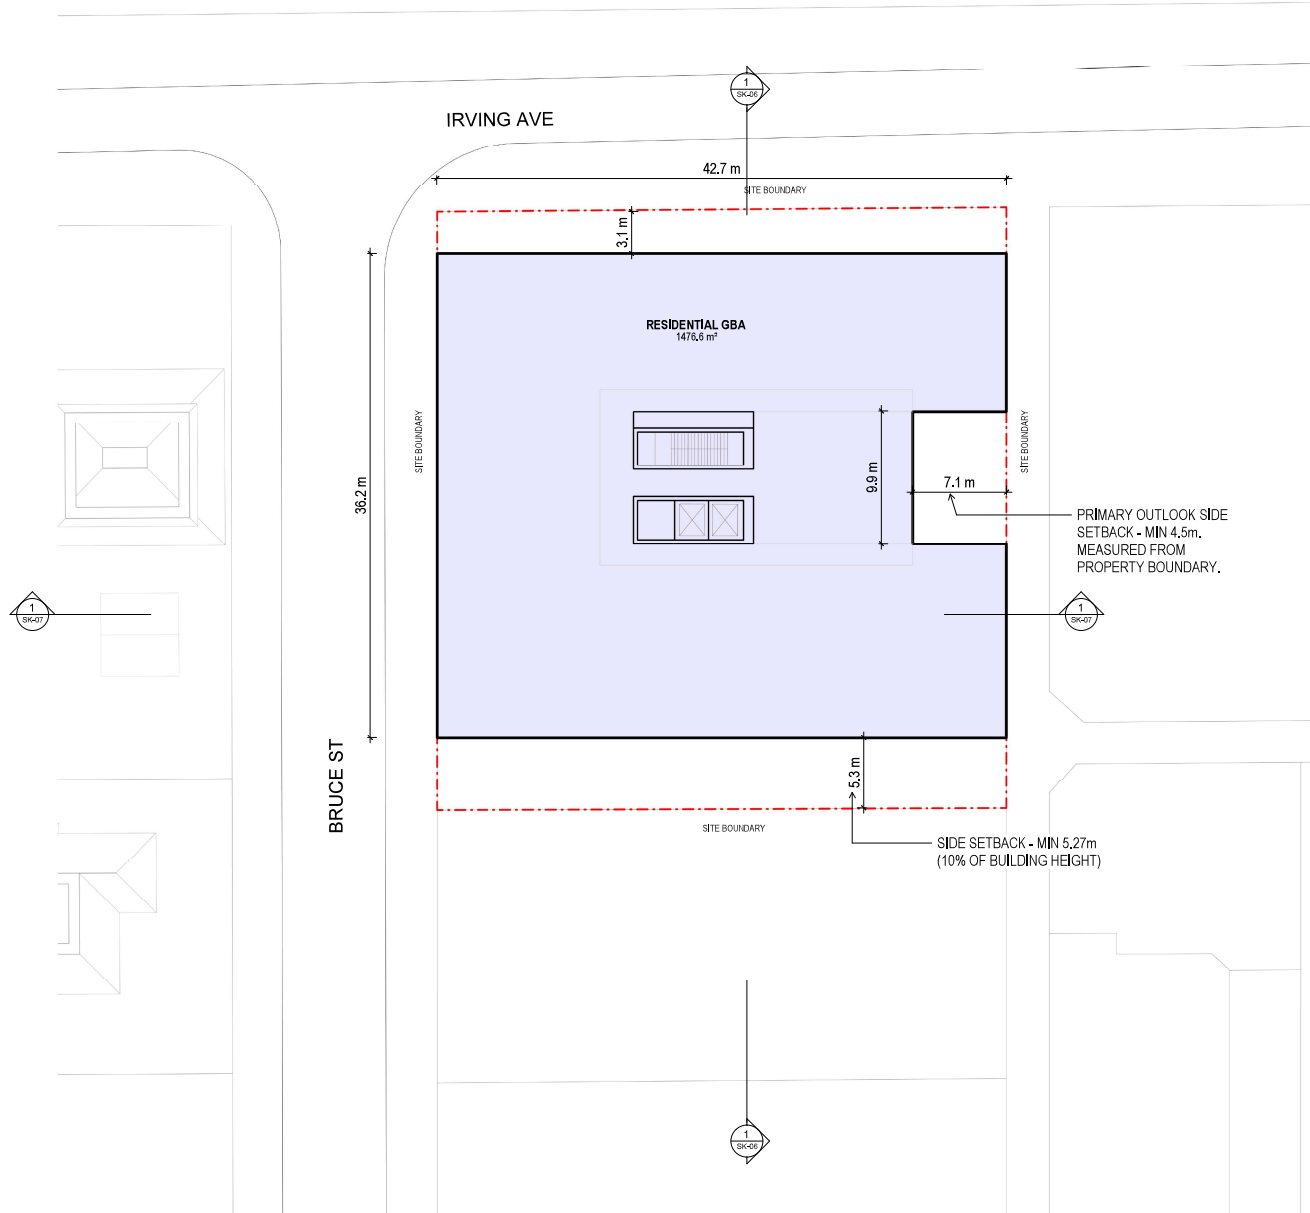 1
SK-06
IRVING AVE
42.7 m
SITE BOUNDARY
3.1 m
RESIDENTIAL GBA
1476.6 m²
SITE BOUNDARY
SITE BOUNDARY
36.2 m
9.9 m
7.1 m
PRIMARY OUTLOOK SIDE
SETBACK - MIN 4.5m.
MEASURED FROM
PROPERTY BOUNDARY.
1
SK-07
1
SK-07
BRUCE ST
5.3 m
SITE BOUNDARY
SIDE SETBACK - MIN 5.27m
(10% OF BUILDING HEIGHT)
1
SK-06